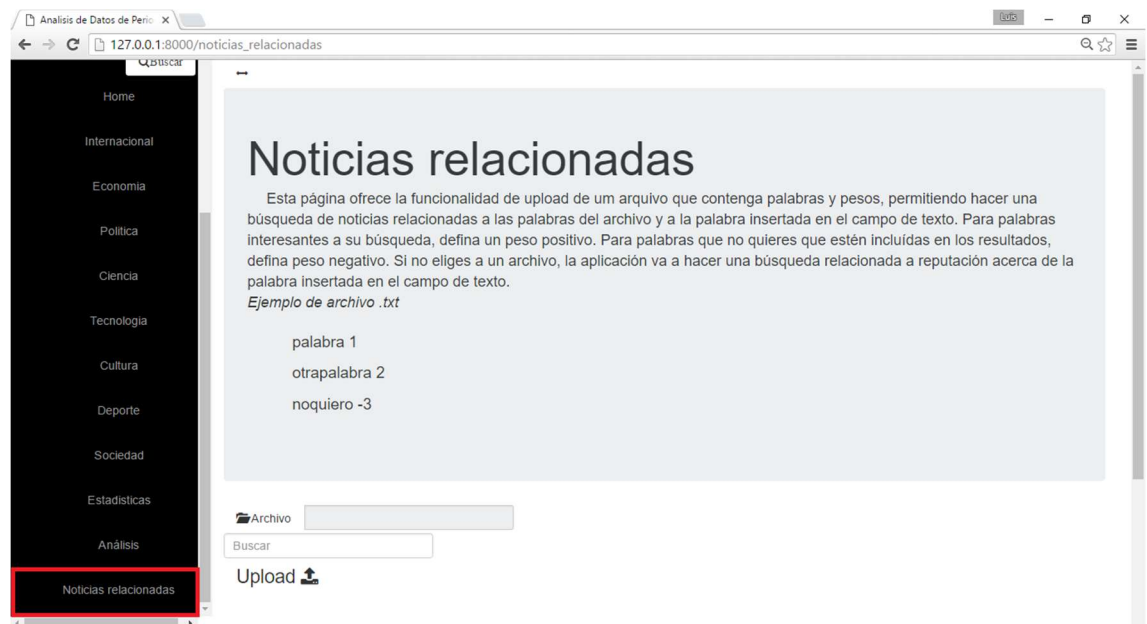 Analisis de Datos de Perio
Luis
127.0.0.1:8000/noticias_relacionadas
Buscar
Home
Internacional
Economia
Politica
Ciencia
Tecnologia
Cultura
Deporte
Sociedad
Estadisticas
Análisis
Noticias relacionadas
Noticias relacionadas
Esta página ofrece la funcionalidad de upload de um arquivo que contenga palabras y pesos, permitiendo hacer una
búsqueda de noticias relacionadas a las palabras del archivo y a la palabra insertada en el campo de texto. Para palabras
interesantes a su búsqueda, defina un peso positivo. Para palabras que no quieres que estén incluídas en los resultados,
defina peso negativo. Si no eliges a un archivo, la aplicación va a hacer una búsqueda relacionada a reputación acerca de la
palabra insertada en el campo de texto.
Ejemplo de archivo .txt
palabra 1
otrapalabra 2
noquiero -3
Archivo
Buscar
Upload